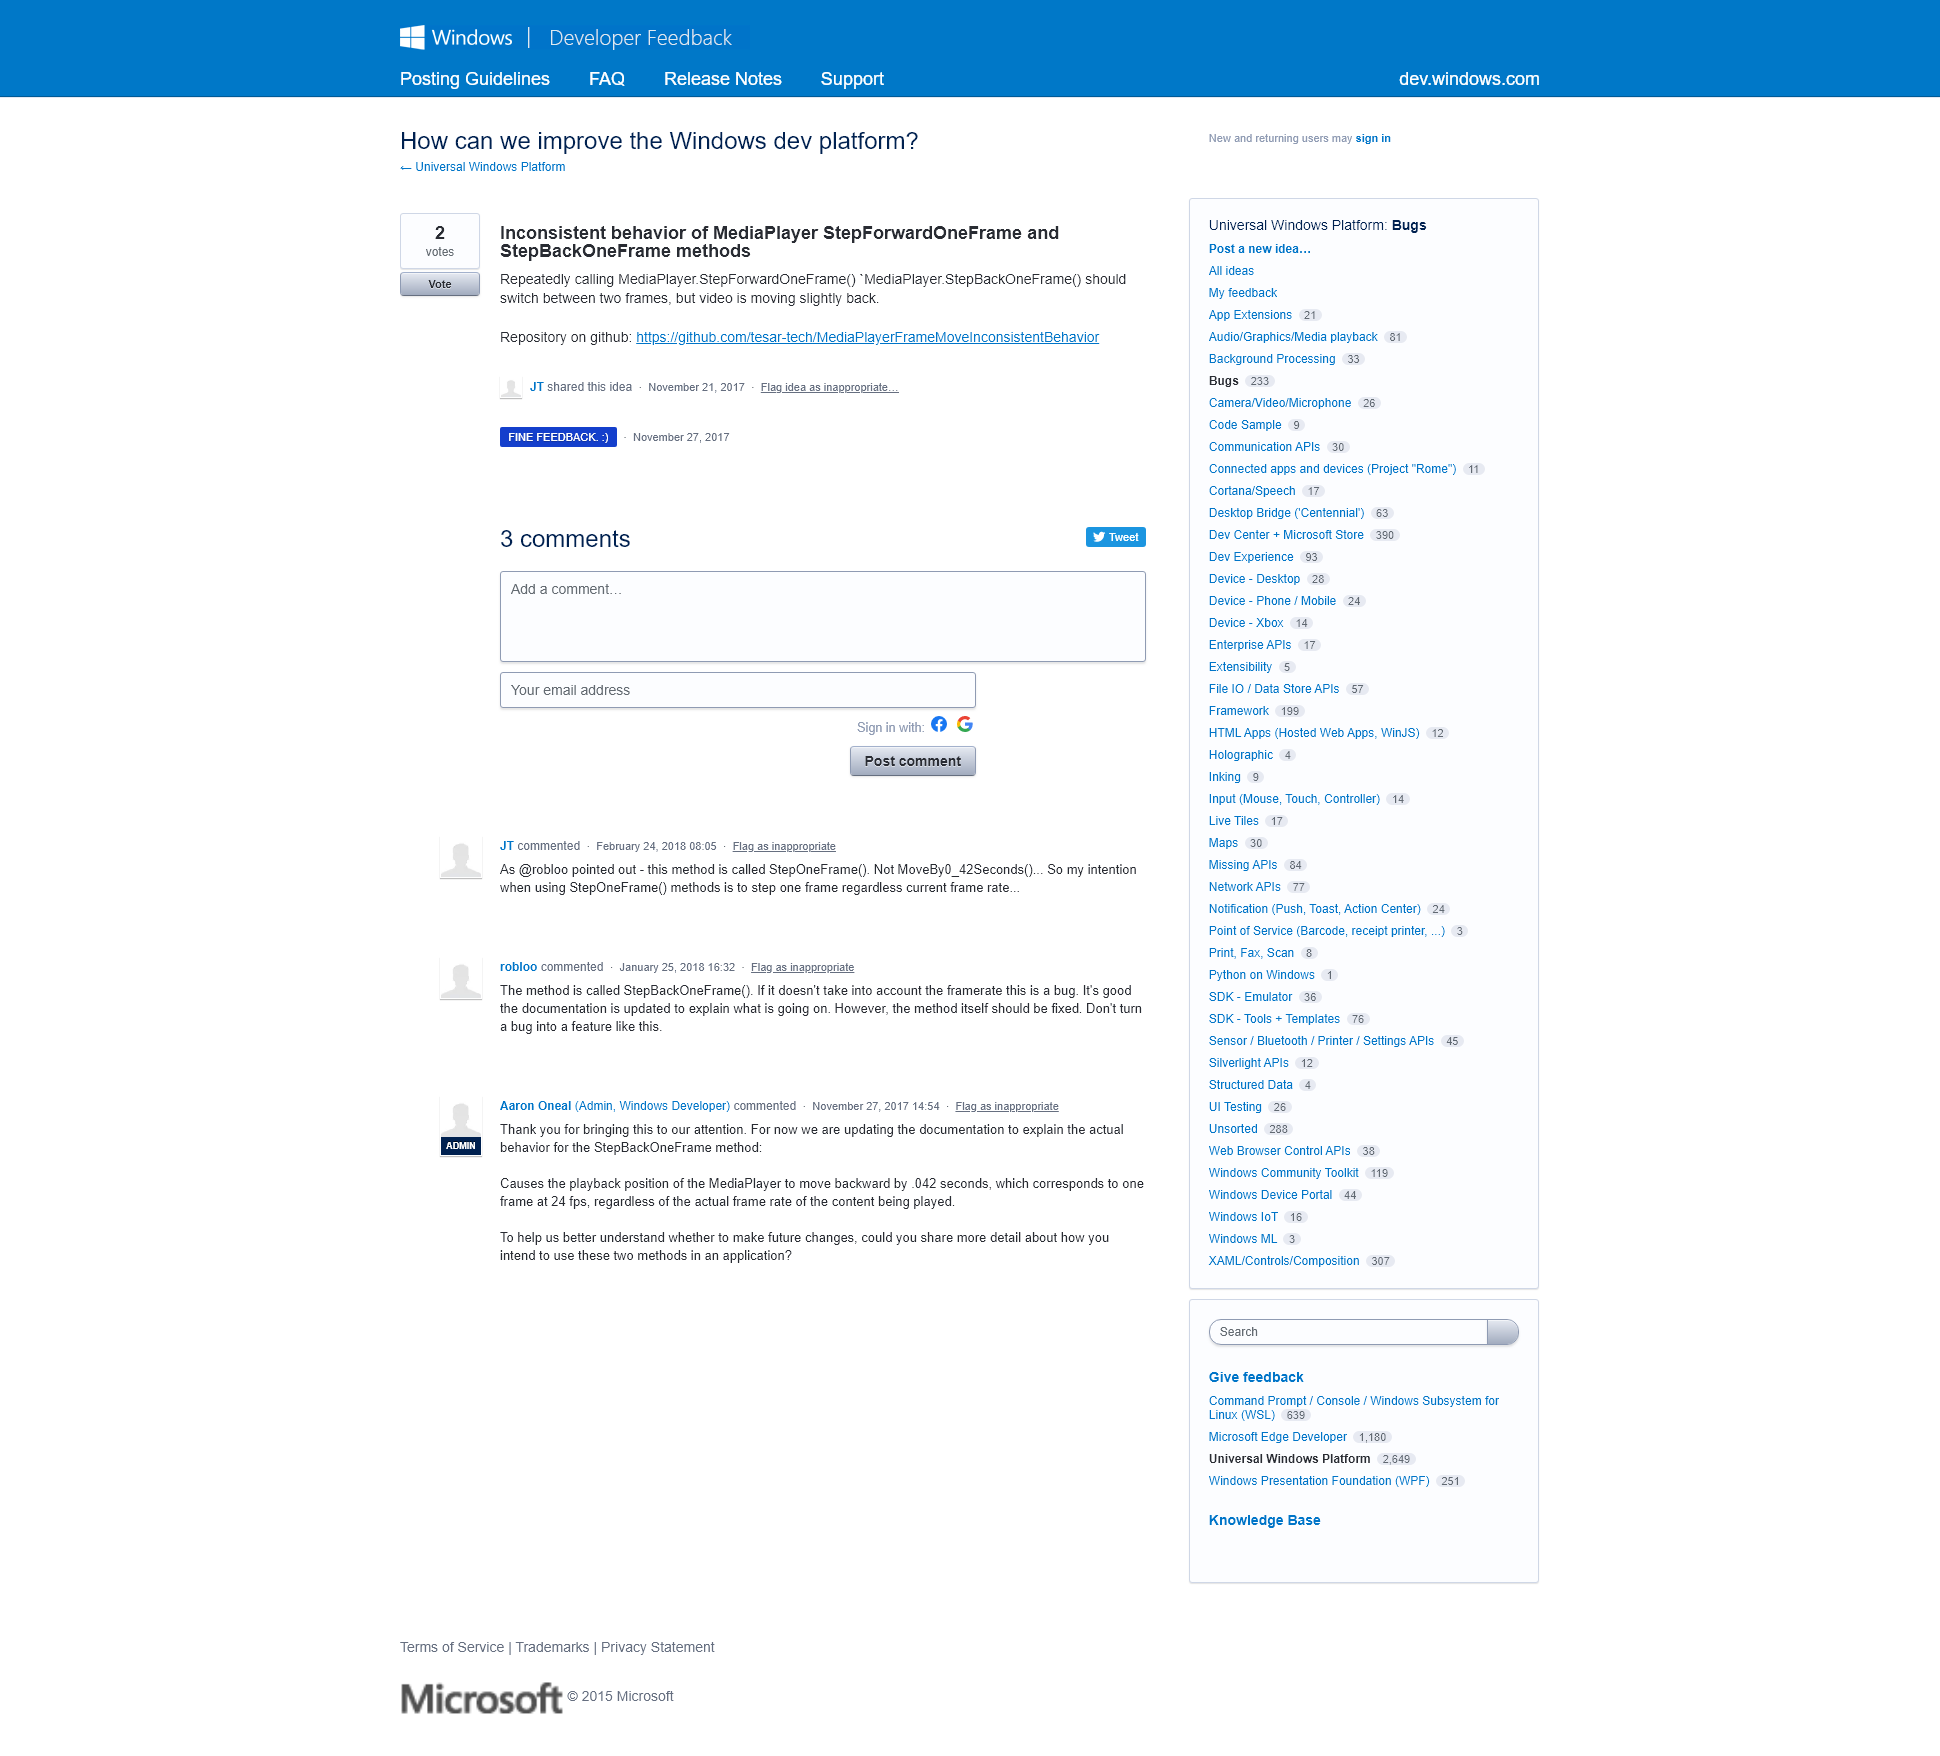 Windows | Developer Feedback
Posting Guidelines FAQ Release Notes Support dev.windows.com
How can we improve the Windows dev platform?
← Universal Windows Platform
New and returning users may sign in
2
votes
Vote
Inconsistent behavior of MediaPlayer StepForwardOneFrame and
StepBackOneFrame methods
Repeatedly calling MediaPlayer.StepForwardOneFrame() `MediaPlayer.StepBackOneFrame() should
switch between two frames, but video is moving slightly back.
Repository on github: https://github.com/tesar-tech/MediaPlayerFrameMoveInconsistentBehavior
JT shared this idea · November 21, 2017 · Flag idea as inappropriate…
FINE FEEDBACK. :) · November 27, 2017
3 comments
Tweet
Add a comment…
Your email address
Sign in with:
Post comment
JT commented · February 24, 2018 08:05 · Flag as inappropriate
As @robloo pointed out - this method is called StepOneFrame(). Not MoveBy0_42Seconds()... So my intention
when using StepOneFrame() methods is to step one frame regardless current frame rate...
robloo commented · January 25, 2018 16:32 · Flag as inappropriate
The method is called StepBackOneFrame(). If it doesn't take into account the framerate this is a bug. It's good
the documentation is updated to explain what is going on. However, the method itself should be fixed. Don't turn
a bug into a feature like this.
Aaron Oneal (Admin, Windows Developer) commented · November 27, 2017 14:54 · Flag as inappropriate
ADMIN
Thank you for bringing this to our attention. For now we are updating the documentation to explain the actual
behavior for the StepBackOneFrame method:
Causes the playback position of the MediaPlayer to move backward by .042 seconds, which corresponds to one
frame at 24 fps, regardless of the actual frame rate of the content being played.
To help us better understand whether to make future changes, could you share more detail about how you
intend to use these two methods in an application?
Universal Windows Platform: Bugs
Post a new idea…
All ideas
My feedback
App Extensions 21
Audio/Graphics/Media playback 81
Background Processing 33
Bugs 233
Camera/Video/Microphone 26
Code Sample 9
Communication APIs 30
Connected apps and devices (Project "Rome") 11
Cortana/Speech 17
Desktop Bridge ('Centennial') 63
Dev Center + Microsoft Store 390
Dev Experience 93
Device - Desktop 28
Device - Phone / Mobile 24
Device - Xbox 14
Enterprise APIs 17
Extensibility 5
File IO / Data Store APIs 57
Framework 199
HTML Apps (Hosted Web Apps, WinJS) 12
Holographic 4
Inking 9
Input (Mouse, Touch, Controller) 14
Live Tiles 17
Maps 30
Missing APIs 84
Network APIs 77
Notification (Push, Toast, Action Center) 24
Point of Service (Barcode, receipt printer, ...) 3
Print, Fax, Scan 8
Python on Windows 1
SDK - Emulator 36
SDK - Tools + Templates 76
Sensor / Bluetooth / Printer / Settings APIs 45
Silverlight APIs 12
Structured Data 4
UI Testing 26
Unsorted 288
Web Browser Control APIs 38
Windows Community Toolkit 119
Windows Device Portal 44
Windows IoT 16
Windows ML 3
XAML/Controls/Composition 307
Search
Give feedback
Command Prompt / Console / Windows Subsystem for
Linux (WSL) 639
Microsoft Edge Developer 1,180
Universal Windows Platform 2,649
Windows Presentation Foundation (WPF) 251
Knowledge Base
Terms of Service | Trademarks | Privacy Statement
Microsoft © 2015 Microsoft